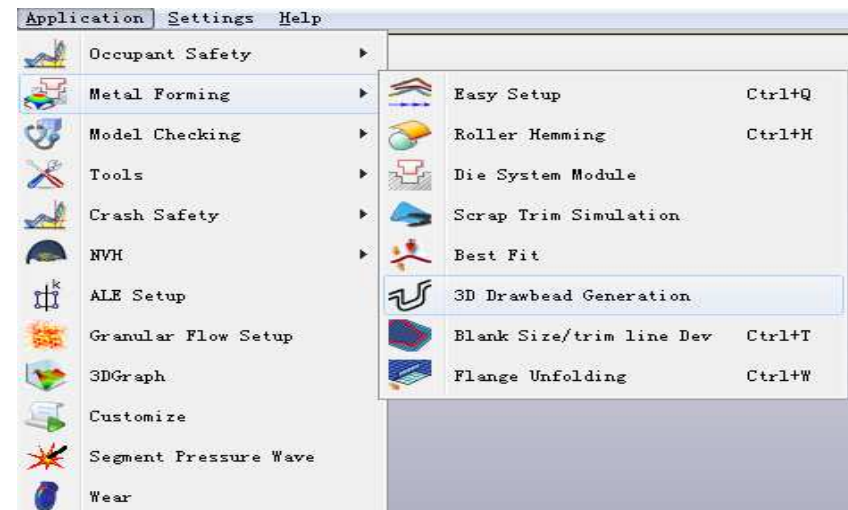 Application Settings Help
Occupant Safety
Metal Forming
Model Checking
Tools
Crash Safety
NVH
ALE Setup
Granular Flow Setup
3DGraph
Customize
Segment Pressure Wave
Wear
Easy Setup Ctrl+Q
Roller Hemming Ctrl+H
Die System Module
Scrap Trim Simulation
Best Fit
3D Drawbead Generation
Blank Size/trim line Dev Ctrl+T
Flange Unfolding Ctrl+W